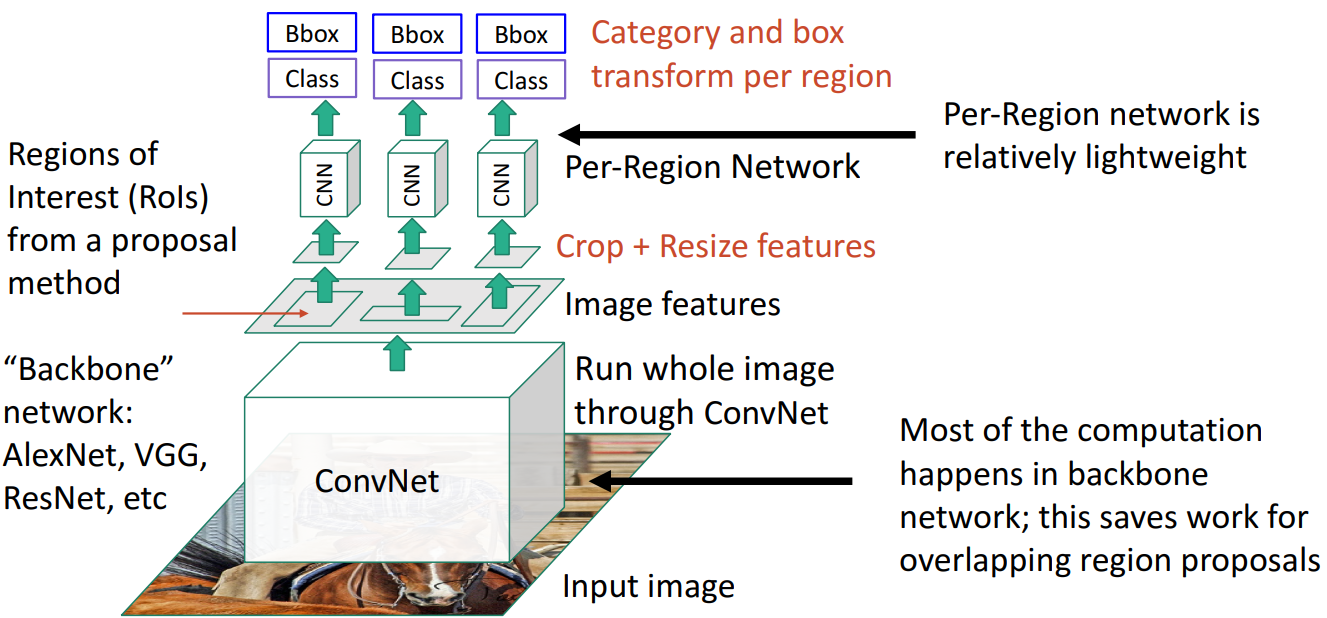 Bbox
Bbox
Bbox
Class
Class
Class
Category and box
transform per region
Per-Region network is
relatively lightweight
Regions of
Interest (RoIs)
from a proposal
method
CNN
CNN
CNN
Per-Region Network
Crop + Resize features
Image features
“Backbone”
network:
AlexNet, VGG,
ResNet, etc
Run whole image
through ConvNet
ConvNet
Most of the computation
happens in backbone
network; this saves work for
overlapping region proposals
Input image